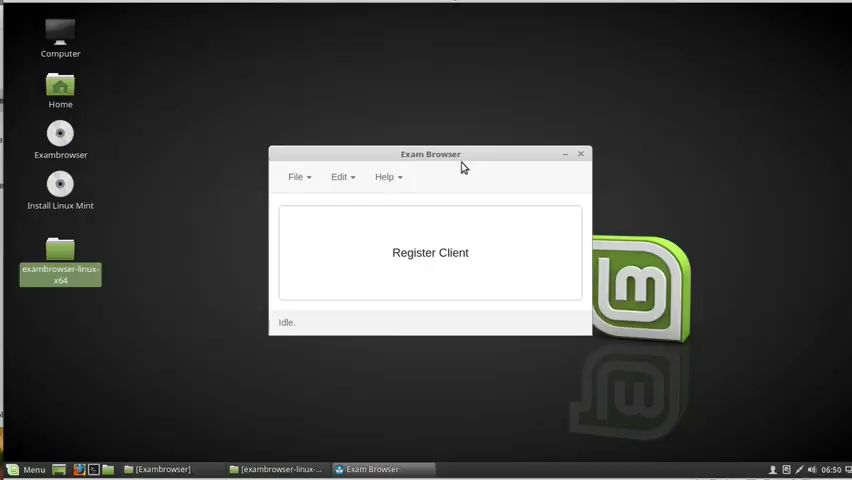 Computer
Home
Exambrowser
Install Linux Mint
exambrowser-linux-
x64
Exam Browser
File
Edit
Help
Register Client
Idle.
Menu
[Exambrowser]
[exambrowser-linux-...
Exam Browser
06:50